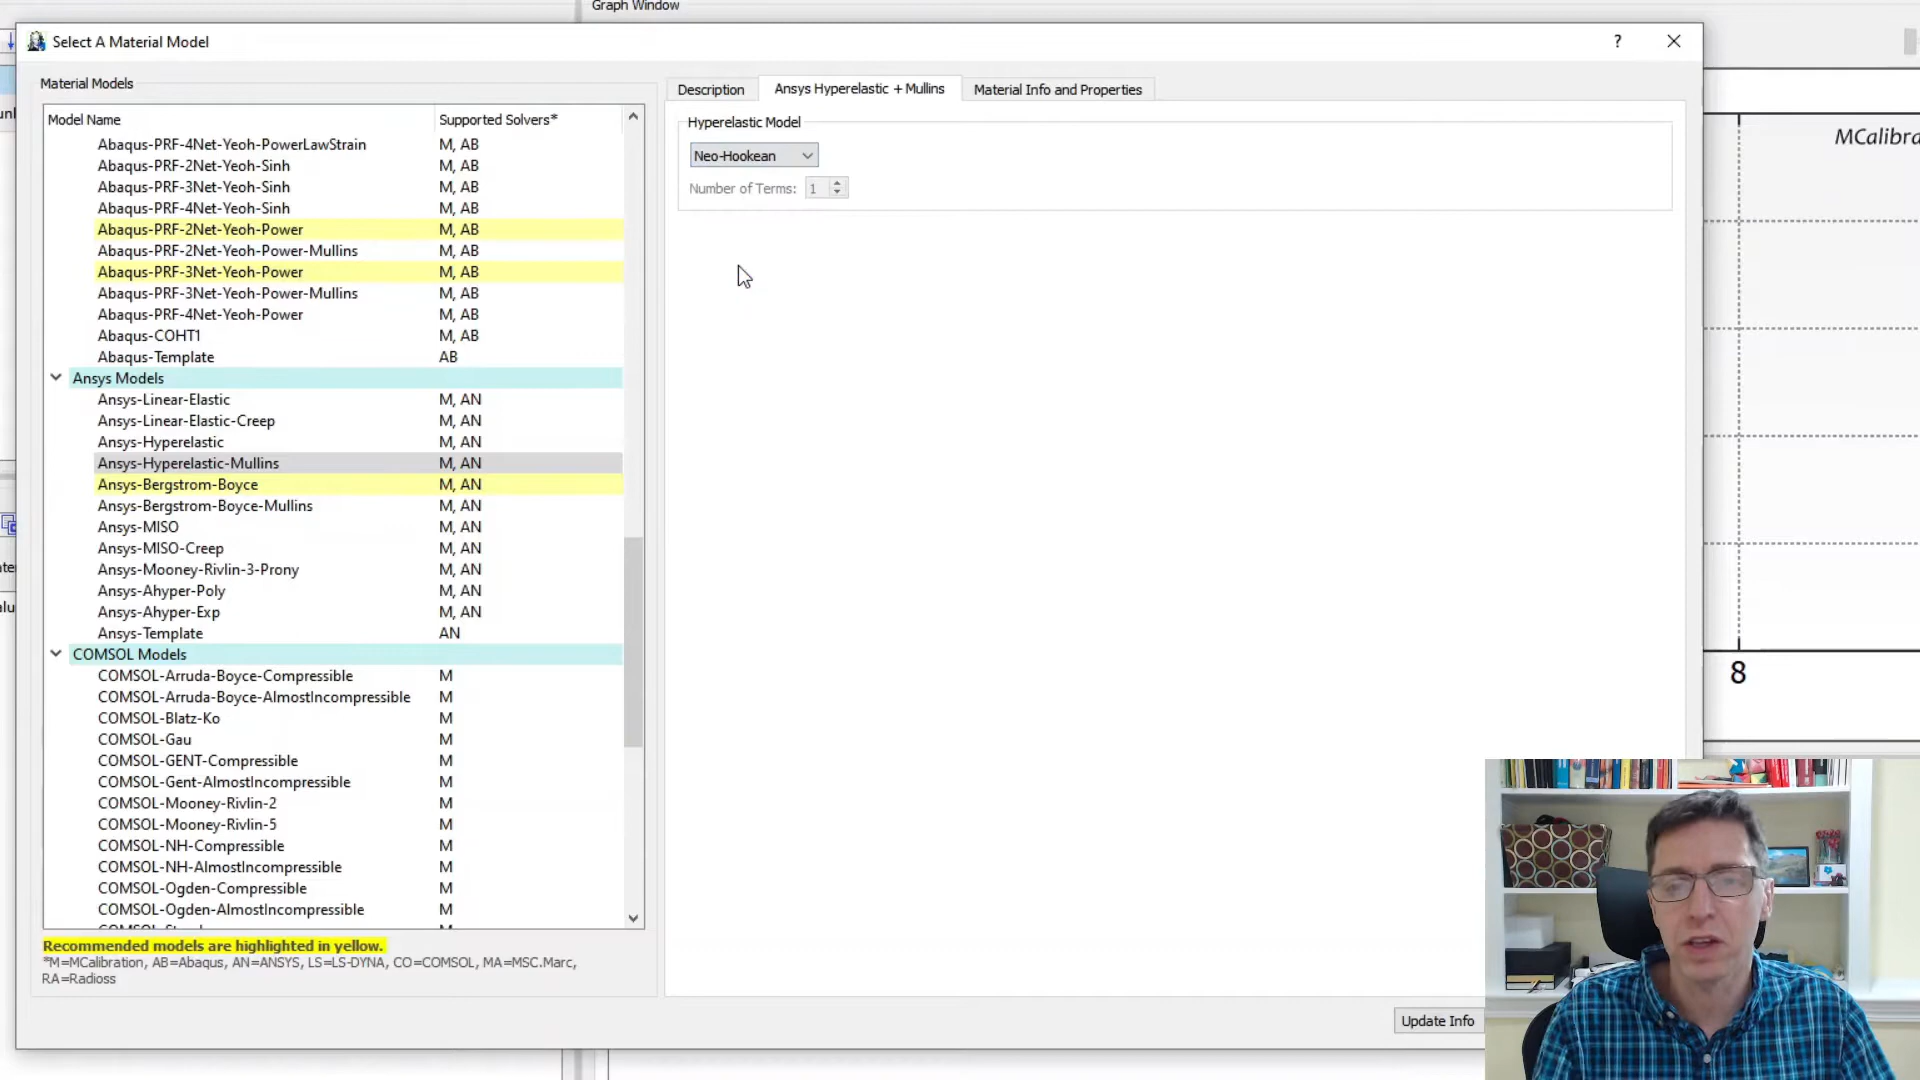 Graph Window
Select A Material Model
?
Material Models
Description
Ansys Hyperelastic + Mullins
Material Info and Properties
Model Name
Supported Solvers*
Abaqus-PRF-4Net-Yeoh-PowerLawStrain M, AB
Abaqus-PRF-2Net-Yeoh-Sinh M, AB
Abaqus-PRF-3Net-Yeoh-Sinh M, AB
Abaqus-PRF-4Net-Yeoh-Sinh M, AB
Abaqus-PRF-2Net-Yeoh-Power M, AB
Abaqus-PRF-2Net-Yeoh-Power-Mullins M, AB
Abaqus-PRF-3Net-Yeoh-Power M, AB
Abaqus-PRF-3Net-Yeoh-Power-Mullins M, AB
Abaqus-PRF-4Net-Yeoh-Power M, AB
Abaqus-COHT1 M, AB
Abaqus-Template AB
Ansys Models
Ansys-Linear-Elastic M, AN
Ansys-Linear-Elastic-Creep M, AN
Ansys-Hyperelastic M, AN
Ansys-Hyperelastic-Mullins M, AN
Ansys-Bergstrom-Boyce M, AN
Ansys-Bergstrom-Boyce-Mullins M, AN
Ansys-MISO M, AN
Ansys-MISO-Creep M, AN
Ansys-Mooney-Rivlin-3-Prony M, AN
Ansys-Ahyper-Poly M, AN
Ansys-Ahyper-Exp M, AN
Ansys-Template AN
COMSOL Models
COMSOL-Arruda-Boyce-Compressible M
COMSOL-Arruda-Boyce-AlmostIncompressible M
COMSOL-Blatz-Ko M
COMSOL-Gau M
COMSOL-GENT-Compressible M
COMSOL-Gent-AlmostIncompressible M
COMSOL-Mooney-Rivlin-2 M
COMSOL-Mooney-Rivlin-5 M
COMSOL-NH-Compressible M
COMSOL-NH-AlmostIncompressible M
COMSOL-Ogden-Compressible M
COMSOL-Ogden-AlmostIncompressible M
Recommended models are highlighted in yellow.
*M=MCalibration, AB=Abaqus, AN=ANSYS, LS=LS-DYNA, CO=COMSOL, MA=MSC.Marc,
RA=Radioss
Hyperelastic Model
Neo-Hookean
Number of Terms: 1
Update Info
MCalibra
8